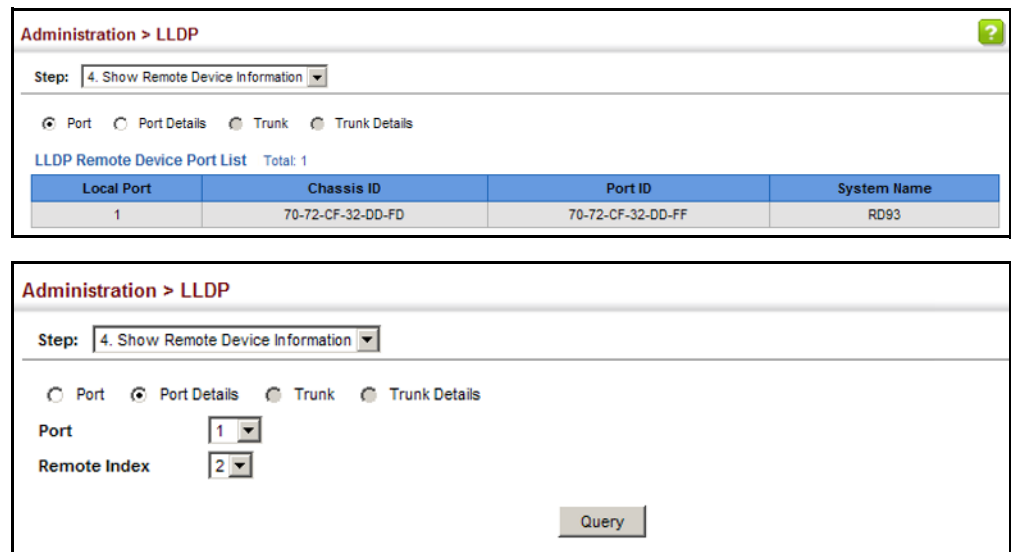 Administration > LLDP
?
Step: 4. Show Remote Device Information
Port Port Details Trunk Trunk Details
LLDP Remote Device Port List Total: 1
Local Port Chassis ID Port ID System Name
1 70-72-CF-32-DD-FD 70-72-CF-32-DD-FF RD93
Administration > LLDP
Step: 4. Show Remote Device Information
Port Port Details Trunk Trunk Details
Port 1
Remote Index 2
Query